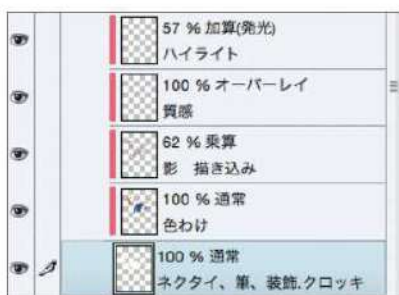 57 % 加算(発光)
ハイライト
100 % オーバーレイ
質感
62 % 乗算
影 描き込み
100 % 通常
色わけ
100 % 通常
ネクタイ、筆、装飾.クロッキ